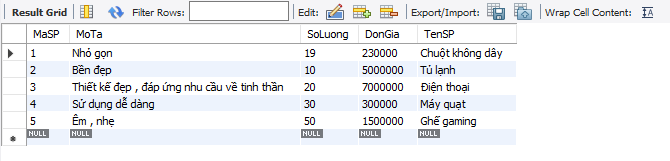 Result Grid Filter Rows: Edit: Export/Import: Wrap Cell Content:
MaSP MoTa SoLuong DonGia TenSP
1 Nhỏ gọn 19 230000 Chuột không dây
2 Bền đẹp 10 5000000 Tủ lạnh
3 Thiết kế đẹp , đáp ứng nhu cầu về tinh thần 20 7000000 Điện thoại
4 Sử dụng dễ dàng 30 300000 Máy quạt
5 Êm , nhẹ 50 1500000 Ghế gaming
NULL NULL NULL NULL NULL